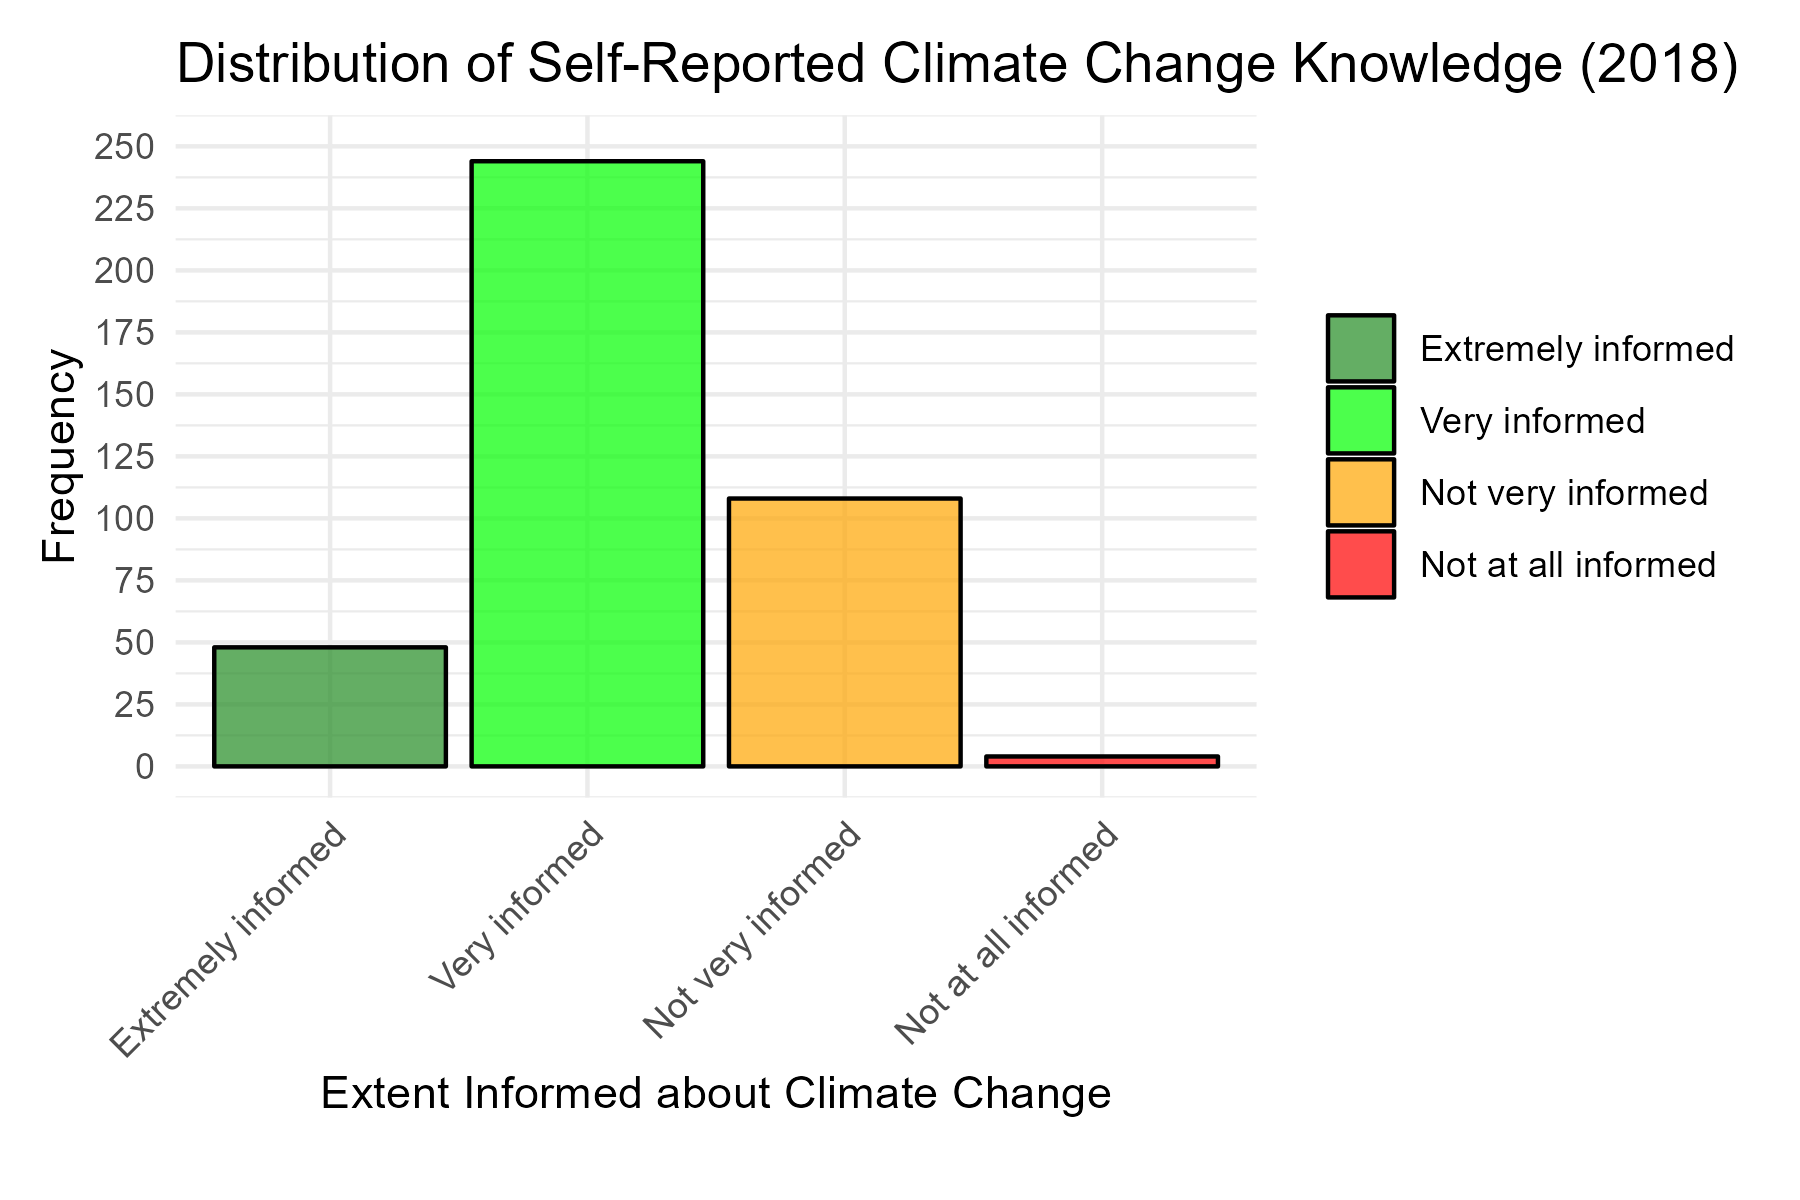 Distribution of Self-Reported Climate Change Knowledge (2018)
Frequency
250
225
200
175
150
125
100
75
50
25
0
Extremely informed
Very informed
Not very informed
Not at all informed
Extent Informed about Climate Change
Extremely informed
Very informed
Not very informed
Not at all informed